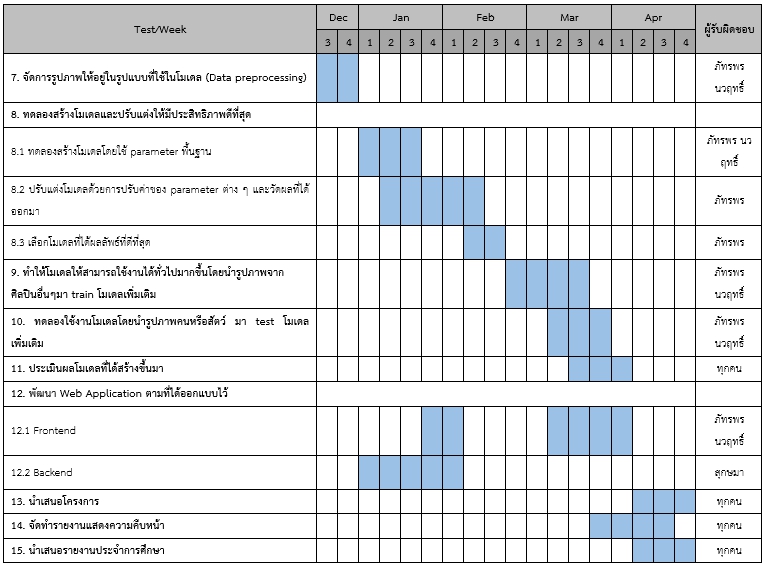 Test/Week
Dec Jan Feb Mar Apr ผู้รับผิดชอบ
3 4 1 2 3 4 1 2 3 4 1 2 3 4 1 2 3 4
7. จัดการรูปภาพให้อยู่ในรูปแบบที่ใช้ในโมเดล (Data preprocessing)
ภัทรพร
นวฤทธิ์
8. ทดลองสร้างโมเดลและปรับแต่งให้มีประสิทธิภาพดีที่สุด
8.1 ทดลองสร้างโมเดลโดยใช้ parameter พื้นฐาน
ภัทรพร นว
ฤทธิ์
8.2 ปรับแต่งโมเดลด้วยการปรับค่าของ parameter ต่าง ๆ และวัดผลที่ได้
ออกมา
ภัทรพร
8.3 เลือกโมเดลที่ได้ผลลัพธ์ที่ดีที่สุด
ภัทรพร
9. ทำให้โมเดลให้สามารถใช้งานได้ทั่วไปมากขึ้นโดยนำรูปภาพจาก
ศิลปินอื่นๆมา train โมเดลเพิ่มเติม
ภัทรพร
นวฤทธิ์
10. ทดลองใช้งานโมเดลโดยนำรูปภาพคนหรือสัตว์ มา test โมเดล
เพิ่มเติม
ภัทรพร
นวฤทธิ์
11. ประเมินผลโมเดลที่ได้สร้างขึ้นมา
ทุกคน
12. พัฒนา Web Application ตามที่ได้ออกแบบไว้
12.1 Frontend
ภัทรพร
นวฤทธิ์
12.2 Backend
สุกษมา
13. นำเสนอโครงการ
ทุกคน
14. จัดทำรายงานแสดงความคืบหน้า
ทุกคน
15. นำเสนอรายงานประจำการศึกษา
ทุกคน